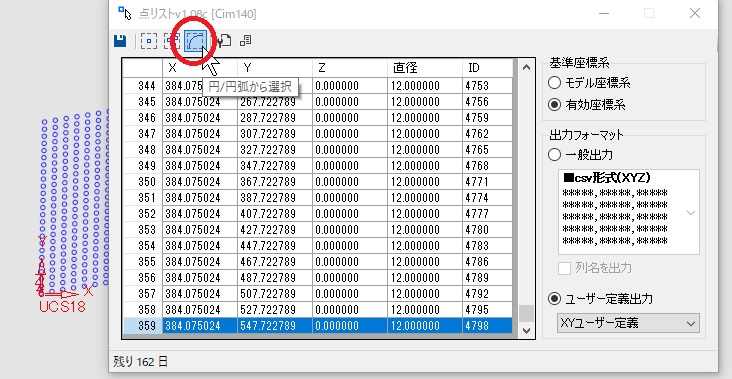 点リストv1.08c [Cim140]
X Y Z 直径 ID
344 384.075024 0.000000 12.000000 4753
円/円弧から選択
345 384.075024 267.722789 0.000000 12.000000 4756
346 384.075024 287.722789 0.000000 12.000000 4759
347 384.075024 307.722789 0.000000 12.000000 4762
348 384.075024 327.722789 0.000000 12.000000 4765
349 384.075024 347.722789 0.000000 12.000000 4768
350 384.075024 367.722789 0.000000 12.000000 4771
351 384.075024 387.722789 0.000000 12.000000 4774
352 384.075024 407.722789 0.000000 12.000000 4777
353 384.075024 427.722789 0.000000 12.000000 4780
354 384.075024 447.722789 0.000000 12.000000 4783
355 384.075024 467.722789 0.000000 12.000000 4786
356 384.075024 487.722789 0.000000 12.000000 4789
357 384.075024 507.722789 0.000000 12.000000 4792
358 384.075024 527.722789 0.000000 12.000000 4795
359 384.075024 547.722789 0.000000 12.000000 4798
基準座標系
モデル座標系
有効座標系
出力フォーマット
一般出力
■csv形式(XYZ)
*****,*****,*****
*****,*****,*****
*****,*****,*****
*****,*****,*****
*****,*****,*****
列名を出力
ユーザー定義出力
XYユーザー定義
Y
X
UCS18
残り 162 日